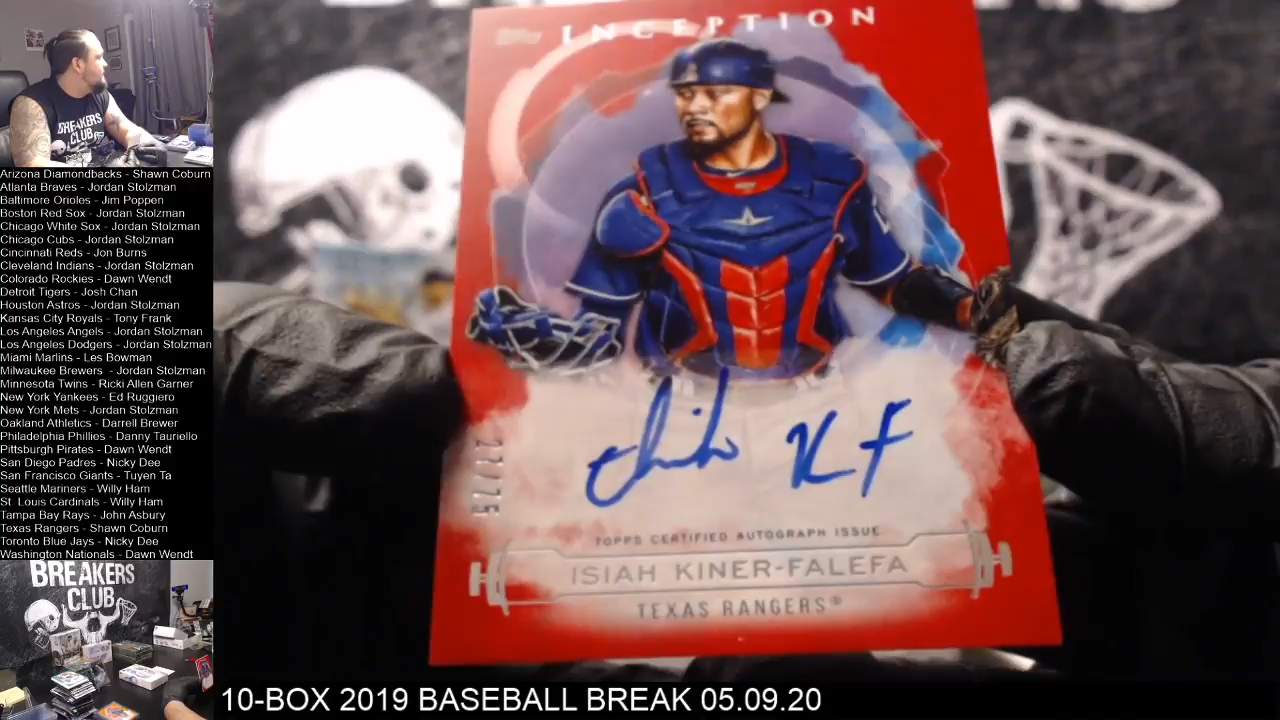 BREAKERS
CLUB
Arizona Diamondbacks - Shawn Coburn
Atlanta Braves - Jordan Stolzman
Baltimore Orioles - Jim Poppen
Boston Red Sox - Jordan Stolzman
Chicago White Sox - Jordan Stolzman
Chicago Cubs - Jordan Stolzman
Cincinnati Reds - Jon Burns
Cleveland Indians - Jordan Stolzman
Colorado Rockies - Dawn Wendt
Detroit Tigers - Josh Chan
Houston Astros - Jordan Stolzman
Kansas City Royals - Tony Frank
Los Angeles Angels - Jordan Stolzman
Los Angeles Dodgers - Jordan Stolzman
Miami Marlins - Les Bowman
Milwaukee Brewers - Jordan Stolzman
Minnesota Twins - Ricki Allen Garner
New York Yankees - Ed Ruggiero
New York Mets - Jordan Stolzman
Oakland Athletics - Darrell Brewer
Philadelphia Phillies - Danny Tauriello
Pittsburgh Pirates - Dawn Wendt
San Diego Padres - Nicky Dee
San Francisco Giants - Tuyen Ta
Seattle Mariners - Willy Ham
St. Louis Cardinals - Willy Ham
Tampa Bay Rays - John Asbury
Texas Rangers - Shawn Coburn
Toronto Blue Jays - Nicky Dee
Washington Nationals - Dawn Wendt
BREAKERS
CLUB
Topps INCEPTION
27/75
TOPPS CERTIFIED AUTOGRAPH ISSUE
ISIAH KINER-FALEFA
TEXAS RANGERS®
10-BOX 2019 BASEBALL BREAK 05.09.20